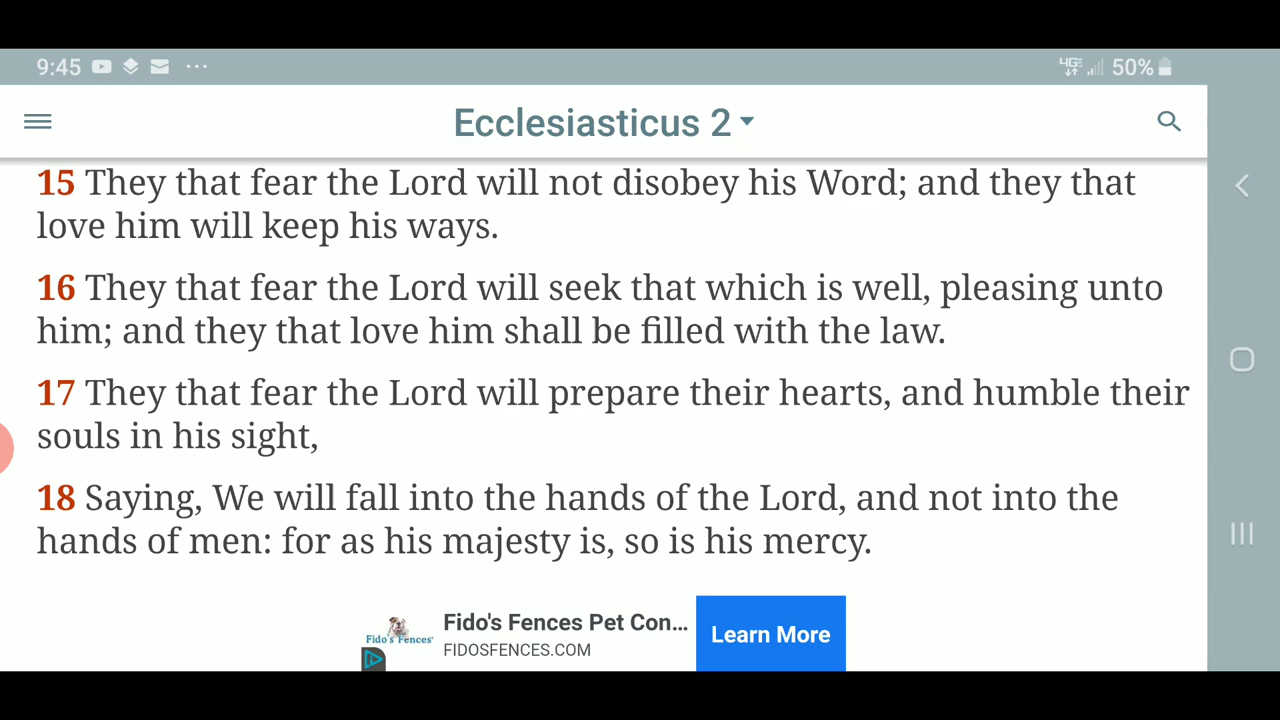 9:45 4GE 50%
Ecclesiasticus 2
15 They that fear the Lord will not disobey his Word; and they that
love him will keep his ways.
16 They that fear the Lord will seek that which is well, pleasing unto
him; and they that love him shall be filled with the law.
17 They that fear the Lord will prepare their hearts, and humble their
souls in his sight,
18 Saying, We will fall into the hands of the Lord, and not into the
hands of men: for as his majesty is, so is his mercy.
Fido's Fences
Fido's Fences Pet Con...
FIDOSFENCES.COM
Learn More